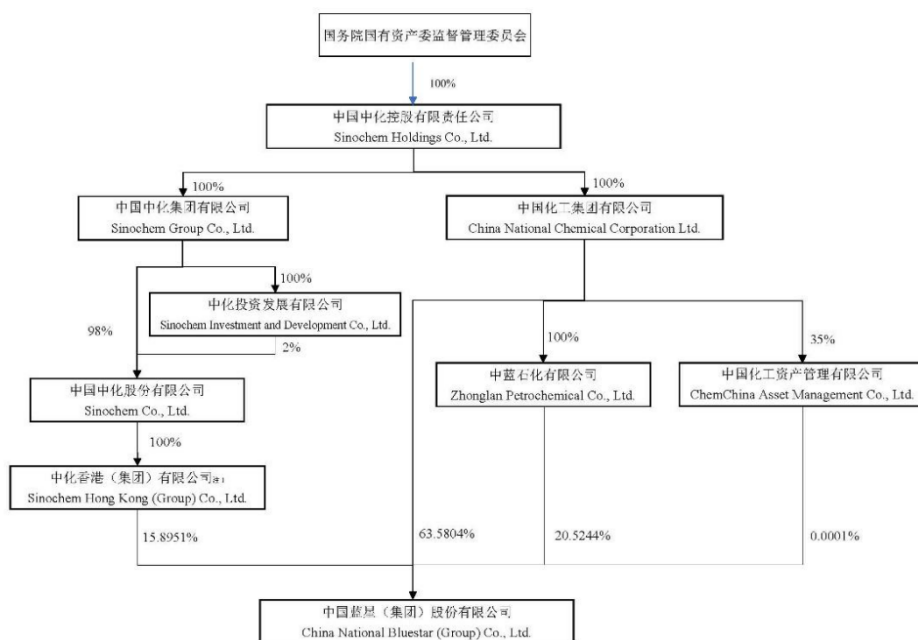 国务院国有资产委监督管理委员会
100%
中国中化控股有限责任公司
Sinochem Holdings Co., Ltd.
100%
100%
中国中化集团有限公司
Sinochem Group Co., Ltd.
中国化工集团有限公司
China National Chemical Corporation Ltd.
100%
中化投资发展有限公司
Sinochem Investment and Development Co., Ltd.
98%
2%
100%
35%
中国中化股份有限公司
Sinochem Co., Ltd.
中蓝石化有限公司
Zhonglan Petrochemical Co., Ltd.
中国化工资产管理有限公司
ChemChina Asset Management Co., Ltd.
100%
中化香港（集团）有限公司
Sinochem Hong Kong (Group) Co., Ltd.
15.8951%
63.5804%
20.5244%
0.0001%
中国蓝星（集团）股份有限公司
China National Bluestar (Group) Co., Ltd.